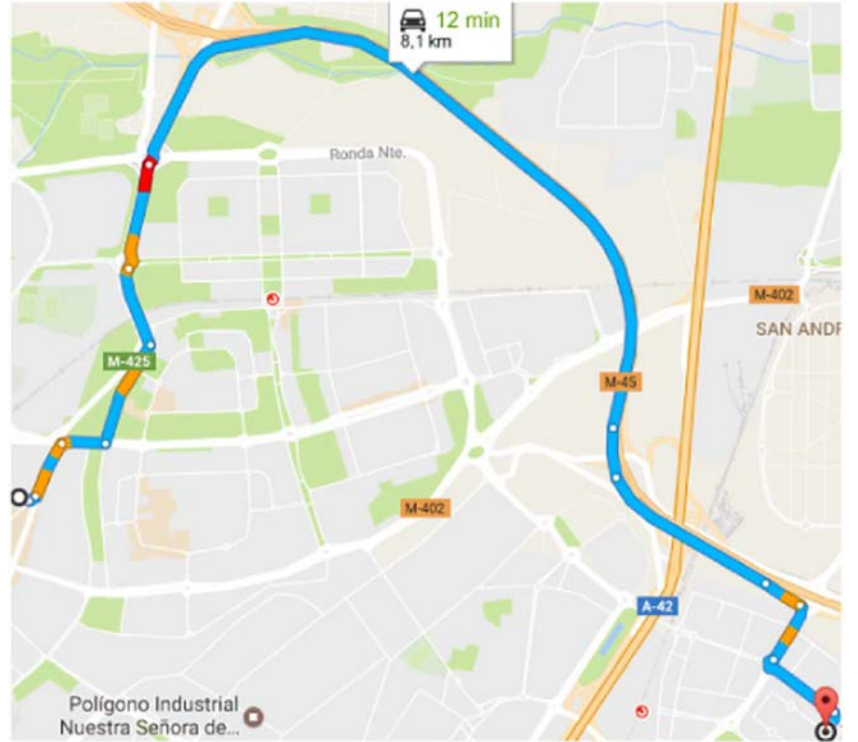 12 min
8,1 km
Ronda Nte.
M-402
SAN ANDR
M-425
M-45
M-402
A-42
Polígono Industrial
Nuestra Señora de...